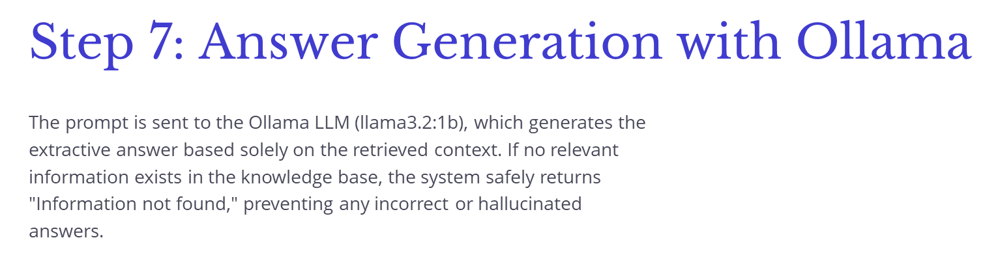 Step 7: Answer Generation with Ollama
The prompt is sent to the Ollama LLM (llama3.2:1b), which generates the
extractive answer based solely on the retrieved context. If no relevant
information exists in the knowledge base, the system safely returns
"Information not found," preventing any incorrect or hallucinated
answers.